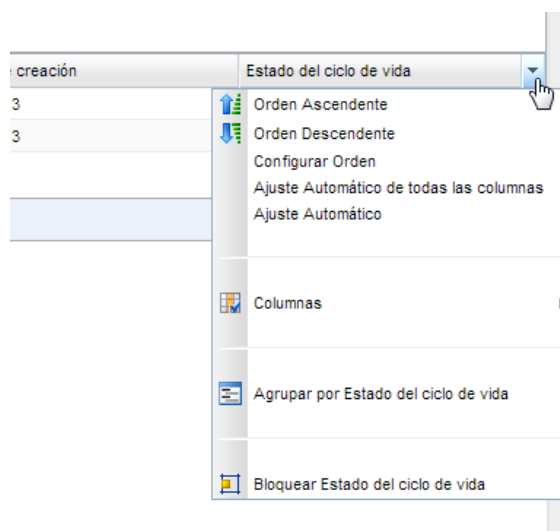 creación Estado del ciclo de vida
3 Orden Ascendente
3 Orden Descendente
Configurar Orden
Ajuste Automático de todas las columnas
Ajuste Automático
Columnas
Agrupar por Estado del ciclo de vida
Bloquear Estado del ciclo de vida